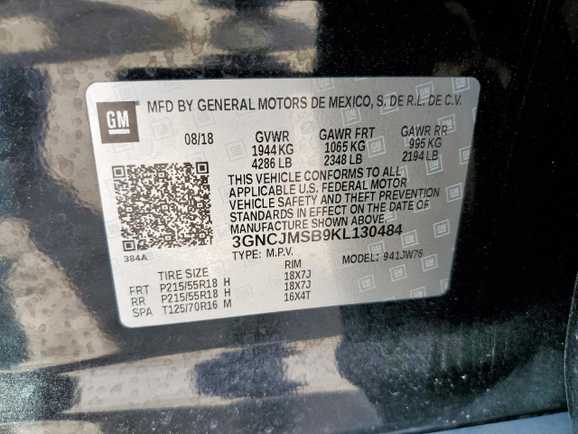 GM
MFD BY GENERAL MOTORS DE MEXICO, S. DE R.L. DE C.V.
08/18 GVWR GAWR FRT GAWR RR
1944 KG 1065 KG 995 KG
4286 LB 2348 LB 2194 LB
THIS VEHICLE CONFORMS TO ALL
APPLICABLE U.S. FEDERAL MOTOR
VEHICLE SAFETY AND THEFT PREVENTION
STANDARDS IN EFFECT ON THE DATE OF
MANUFACTURE SHOWN ABOVE.
384A 3GNCJMSB9KL130484
TYPE: M.P.V. MODEL: 941JW76
TIRE SIZE RIM
FRT P215/55R18 H 18X7J
RR P215/55R18 H 18X7J
SPA T125/70R16 M 16X4T